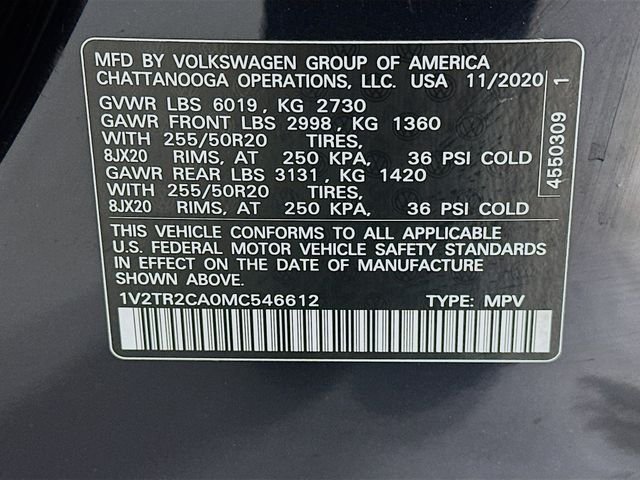 MFD BY VOLKSWAGEN GROUP OF AMERICA
CHATTANOOGA OPERATIONS, LLC. USA 11/2020
GVWR LBS 6019, KG 2730
GAWR FRONT LBS 2998, KG 1360
WITH 255/50R20 TIRES,
8JX20 RIMS, AT 250 KPA, 36 PSI COLD
GAWR REAR LBS 3131, KG 1420
WITH 255/50R20 TIRES,
8JX20 RIMS, AT 250 KPA, 36 PSI COLD
4550309 1
THIS VEHICLE CONFORMS TO ALL APPLICABLE
U.S. FEDERAL MOTOR VEHICLE SAFETY STANDARDS
IN EFFECT ON THE DATE OF MANUFACTURE
SHOWN ABOVE.
1V2TR2CA0MC546612 TYPE: MPV